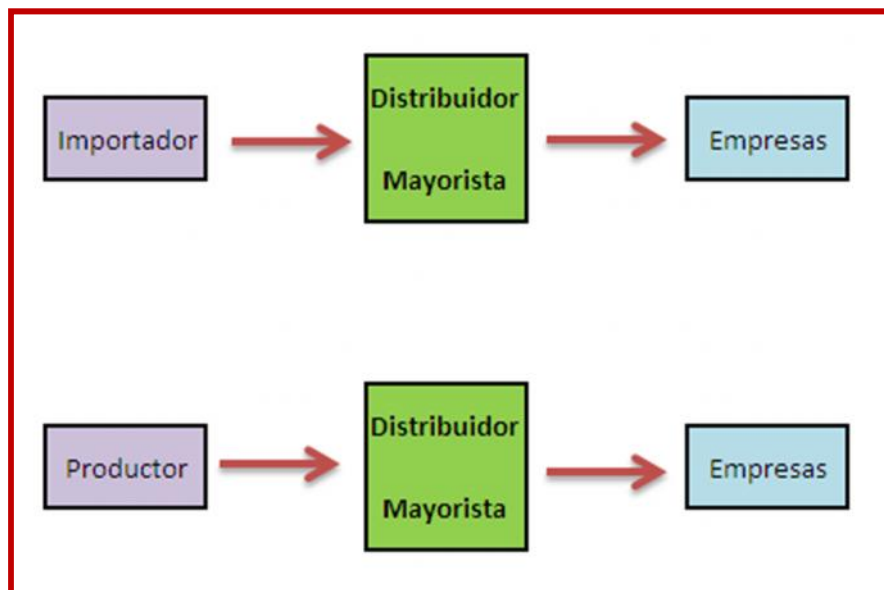 Importador
Distribuidor
Mayorista
Empresas
Productor
Distribuidor
Mayorista
Empresas